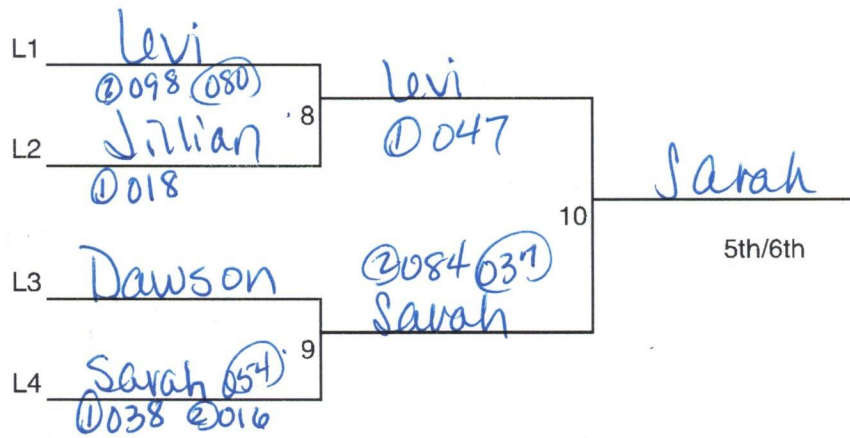 L1 Levi
② 098 (080)
8
L2 Jillian
① 018
Levi
① 047
L3 Dawson
9
L4 Sarah (054)
① 038 ② 016
② 084 (037)
Sarah
10
Sarah
5th/6th